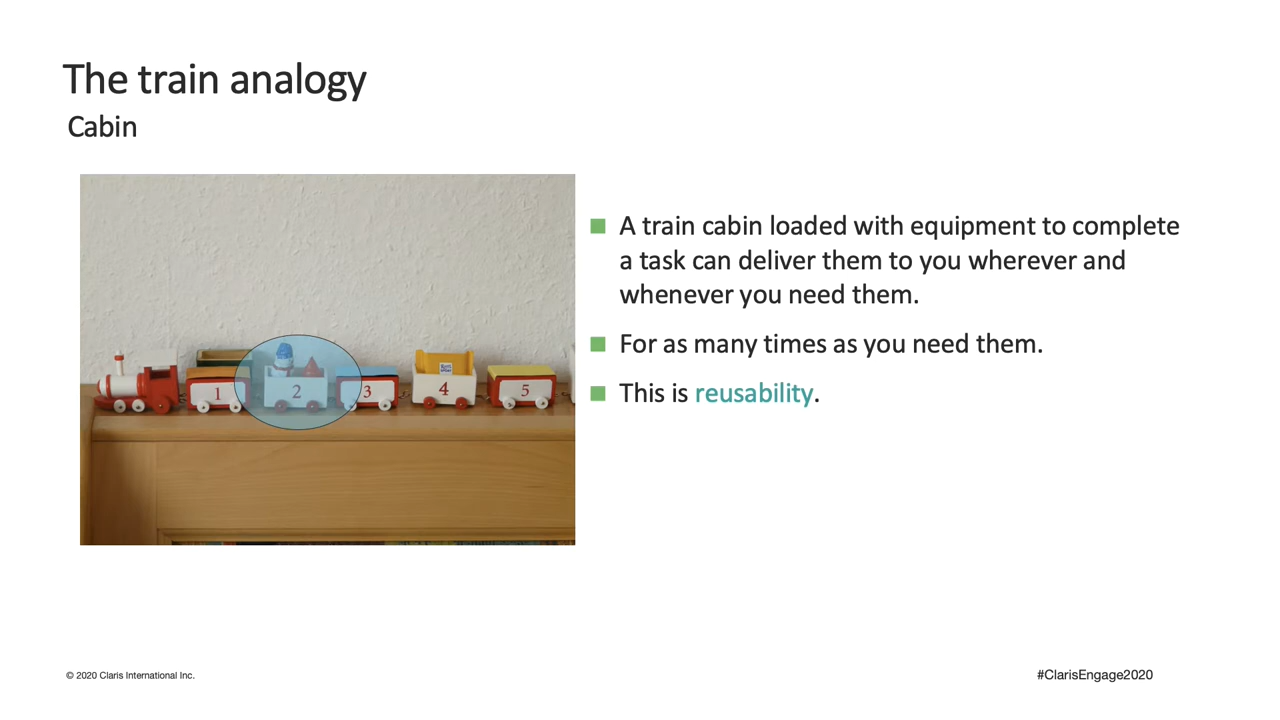 The train analogy
Cabin
A train cabin loaded with equipment to complete
a task can deliver them to you wherever and
whenever you need them.
For as many times as you need them.
This is reusability.
1
2
3
4
5
© 2020 Claris International Inc.
#ClarisEngage2020